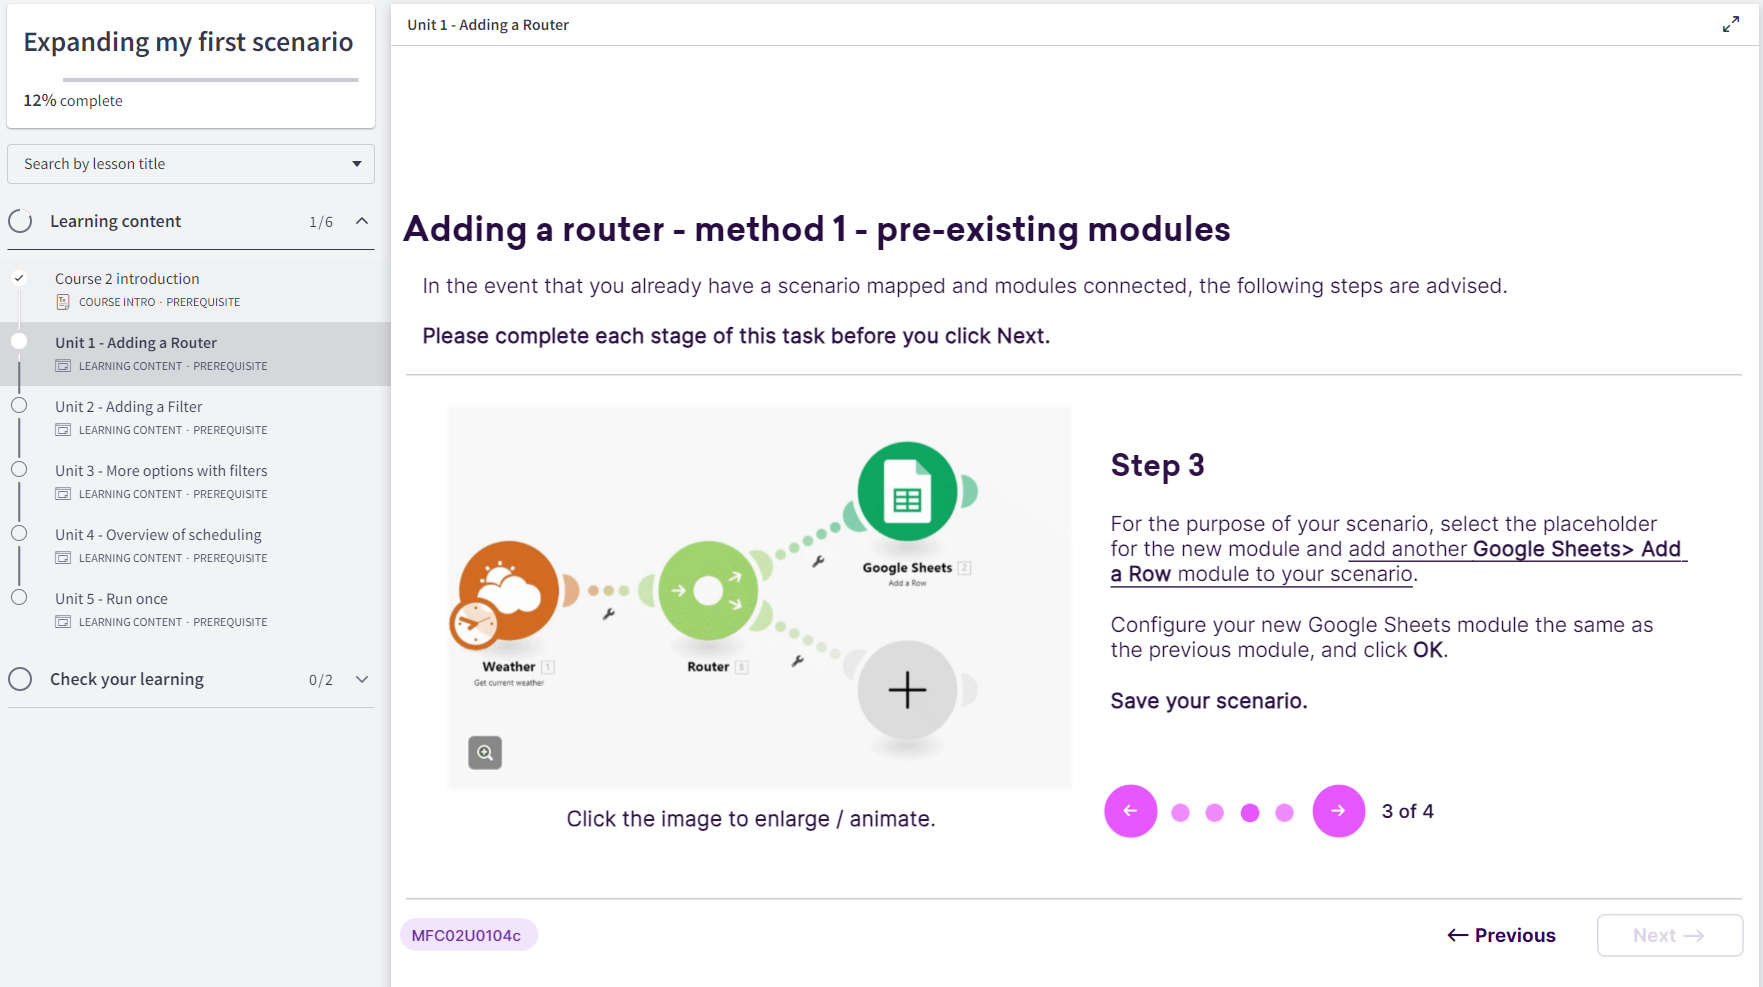 Expanding my first scenario
12% complete
Search by lesson title
Learning content 1/6
Course 2 introduction
COURSE INTRO · PREREQUISITE
Unit 1 - Adding a Router
LEARNING CONTENT · PREREQUISITE
Unit 2 - Adding a Filter
LEARNING CONTENT · PREREQUISITE
Unit 3 - More options with filters
LEARNING CONTENT · PREREQUISITE
Unit 4 - Overview of scheduling
LEARNING CONTENT · PREREQUISITE
Unit 5 - Run once
LEARNING CONTENT · PREREQUISITE
Check your learning 0/2
Unit 1 - Adding a Router
Adding a router - method 1 - pre-existing modules
In the event that you already have a scenario mapped and modules connected, the following steps are advised.
Please complete each stage of this task before you click Next.
Google Sheets 2
Add a Row
Weather 1
Get current weather
Router 8
Click the image to enlarge / animate.
Step 3
For the purpose of your scenario, select the placeholder
for the new module and add another Google Sheets> Add
a Row module to your scenario.
Configure your new Google Sheets module the same as
the previous module, and click OK.
Save your scenario.
3 of 4
MFC02U0104c
← Previous
Next →